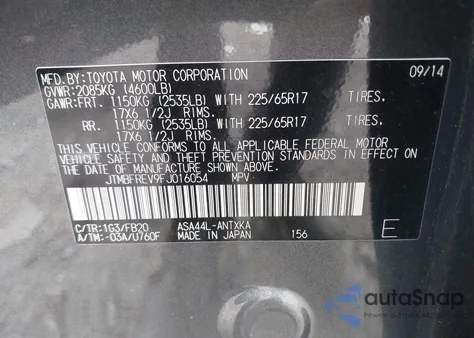 MFD.BY:TOYOTA MOTOR CORPORATION 09/14
GVWR:2085KG (4600LB)
GAWR:FRT. 1150KG (2535LB) WITH 225/65R17 TIRES,
17X6 1/2J RIMS.
RR. 1150KG (2535LB) WITH 225/65R17 TIRES,
17X6 1/2J RIMS.
THIS VEHICLE CONFORMS TO ALL APPLICABLE FEDERAL MOTOR
VEHICLE SAFETY AND THEFT PREVENTION STANDARDS IN EFFECT ON THE
DATE OF MANUFACTURE SHOWN ABOVE.
JTMBFREV9FJ016054 MPV
C/TR:1G3/FB20 ASA44L-ANTXKA
A/TM:-03A/U760F MADE IN JAPAN 156 E
autoSnap